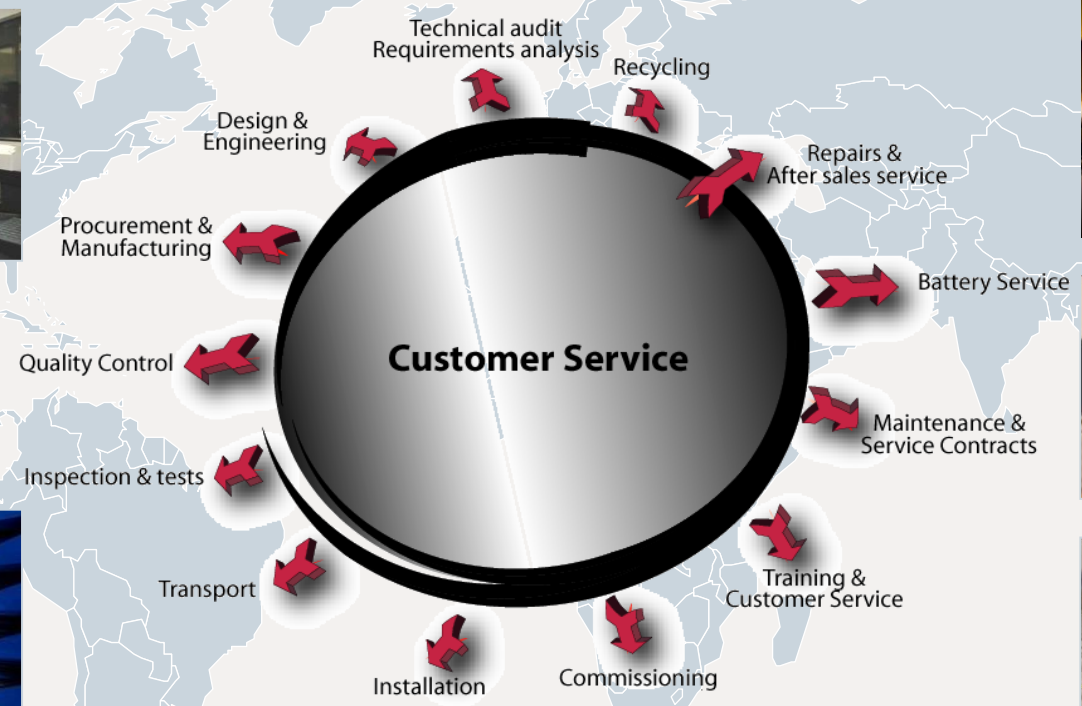 Technical audit
Requirements analysis
Recycling
Design &
Engineering
Repairs &
After sales service
Procurement &
Manufacturing
Battery Service
Customer Service
Quality Control
Maintenance &
Service Contracts
Inspection & tests
Training &
Customer Service
Transport
Installation
Commissioning